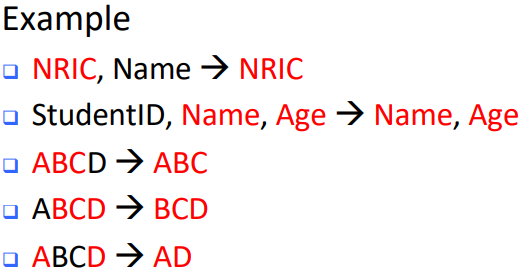 Example
❑ NRIC, Name → NRIC
❑ StudentID, Name, Age → Name, Age
❑ ABCD → ABC
❑ ABCD → BCD
❑ ABCD → AD